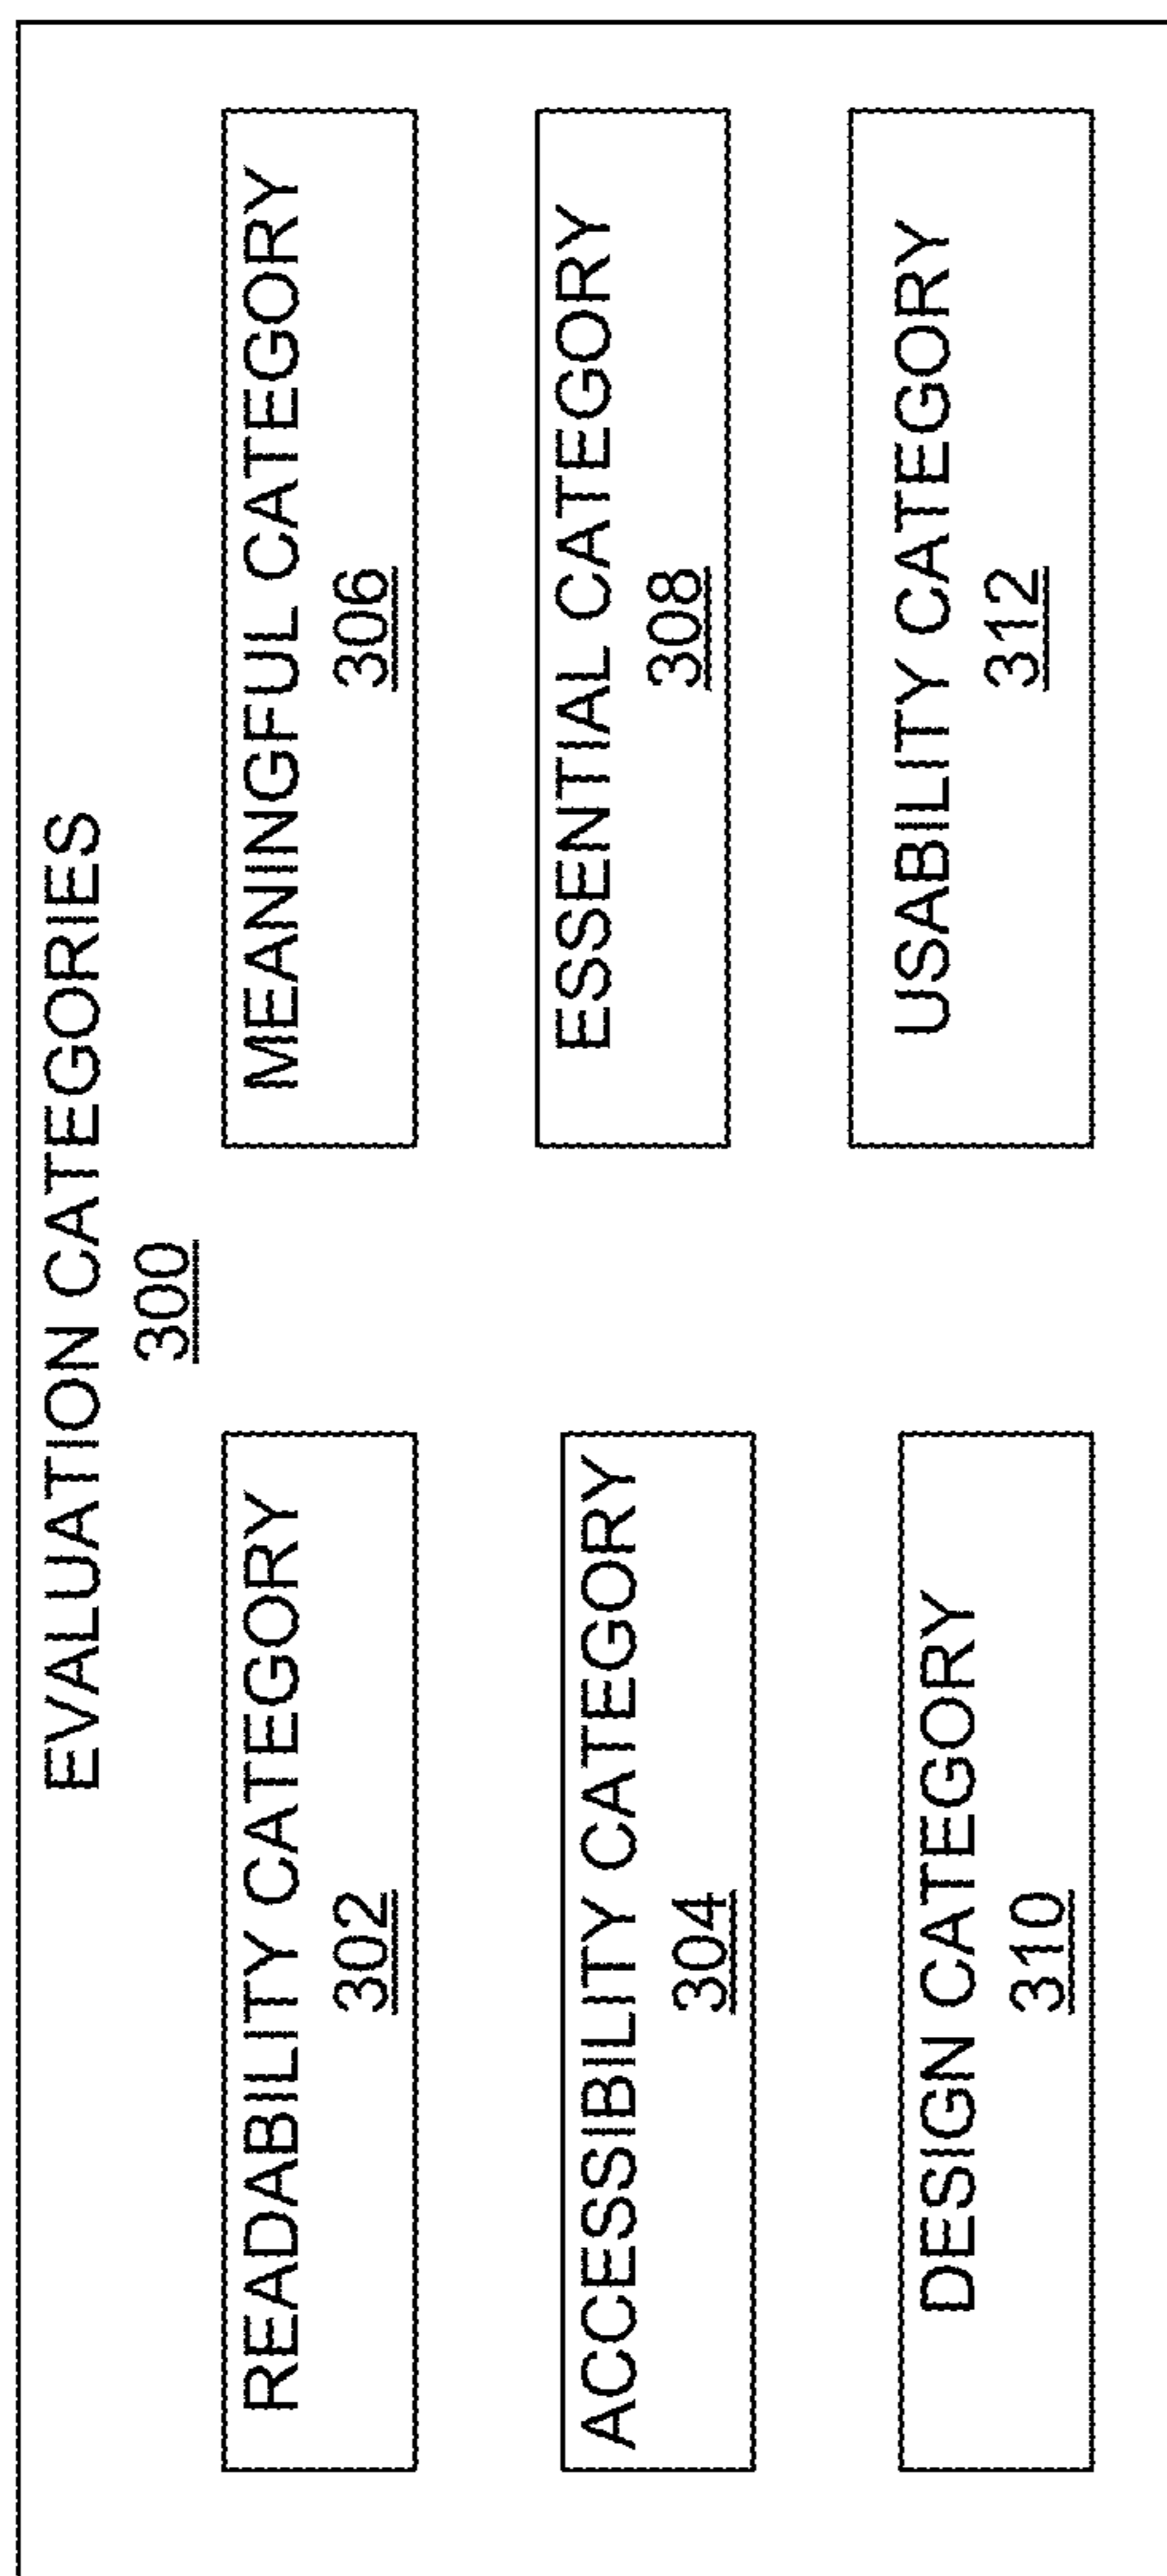 EVALUATION CATEGORIES
300
READABILITY CATEGORY
302
MEANINGFUL CATEGORY
306
ACCESSIBILITY CATEGORY
304
ESSENTIAL CATEGORY
308
DESIGN CATEGORY
310
USABILITY CATEGORY
312